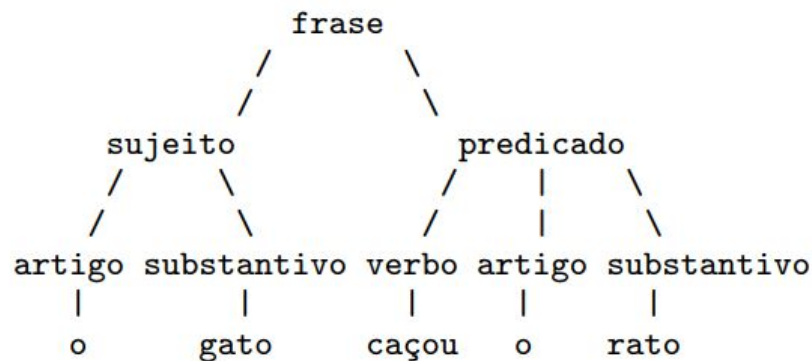 frase
/ \
/ \
sujeito predicado
/ \ / | \
/ \ / | \
artigo substantivo verbo artigo substantivo
| | | | |
o gato caçou o rato